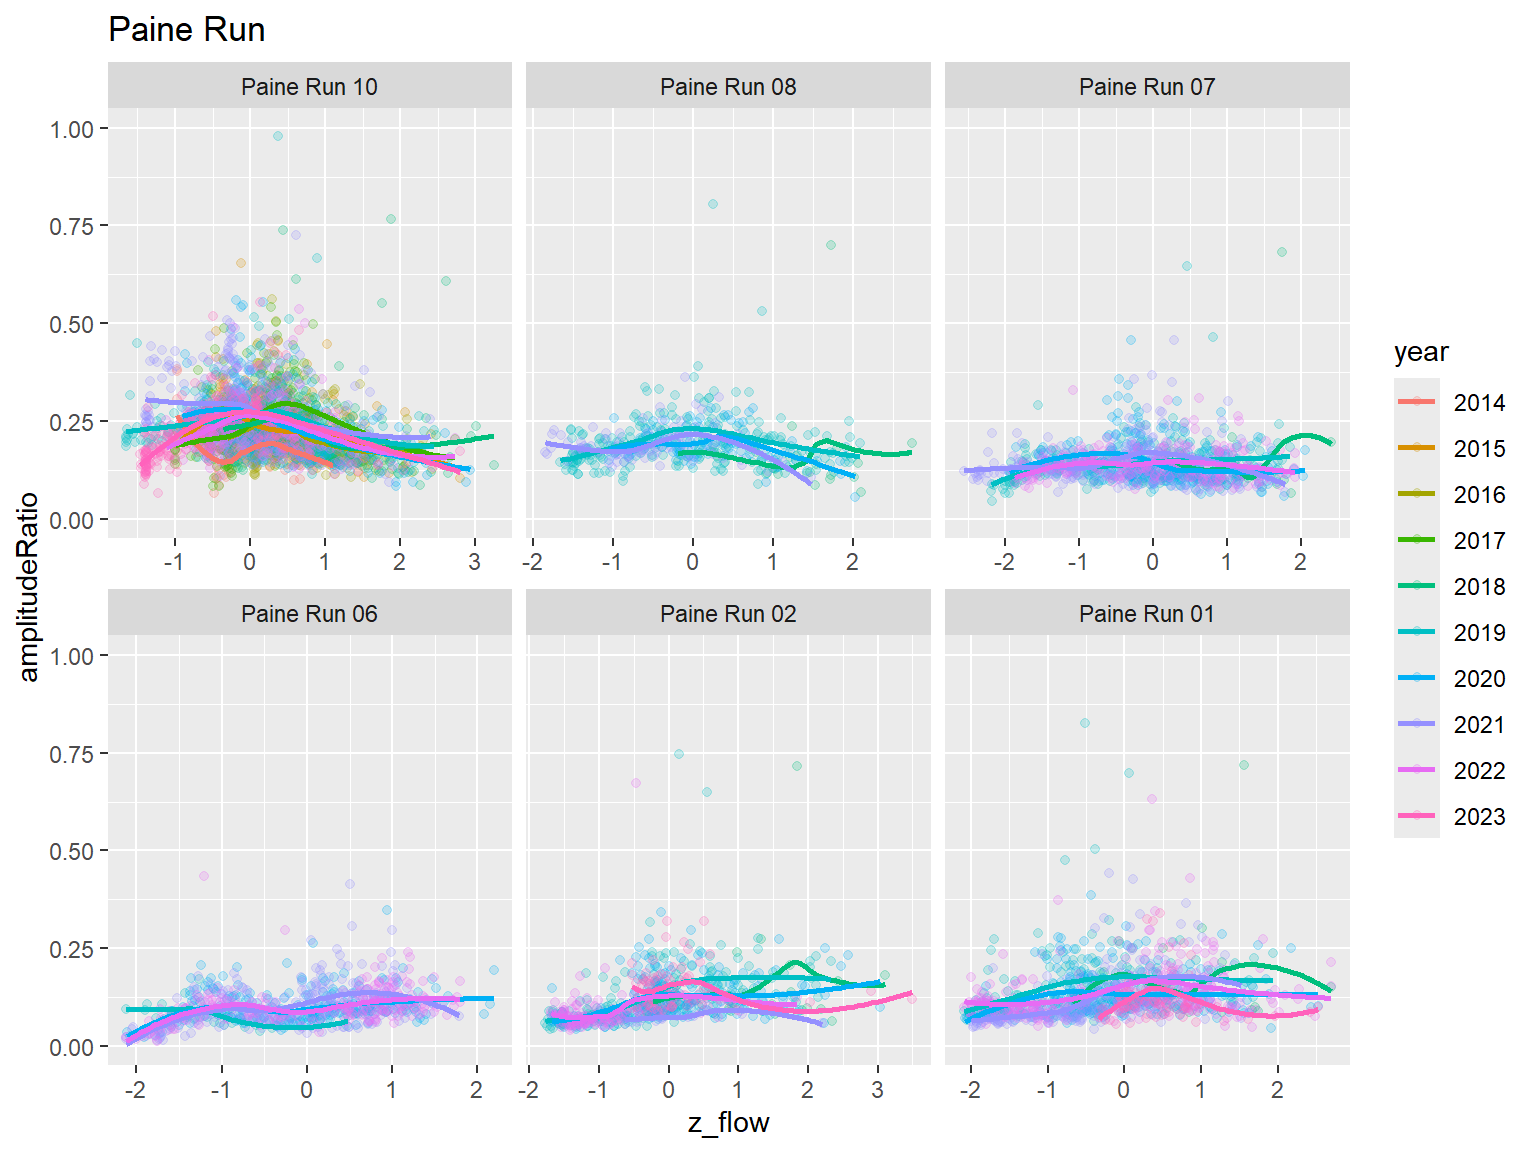 Paine Run
Paine Run 10
Paine Run 08
Paine Run 07
1.00
0.75
0.50
0.25
0.00
-1 0 1 2 3
-2 -1 0 1 2
-2 -1 0 1 2
Paine Run 06
Paine Run 02
Paine Run 01
1.00
0.75
0.50
0.25
0.00
-2 -1 0 1 2
-2 -1 0 1 2 3
-2 -1 0 1 2
amplitudeRatio
z_flow
year
2014
2015
2016
2017
2018
2019
2020
2021
2022
2023